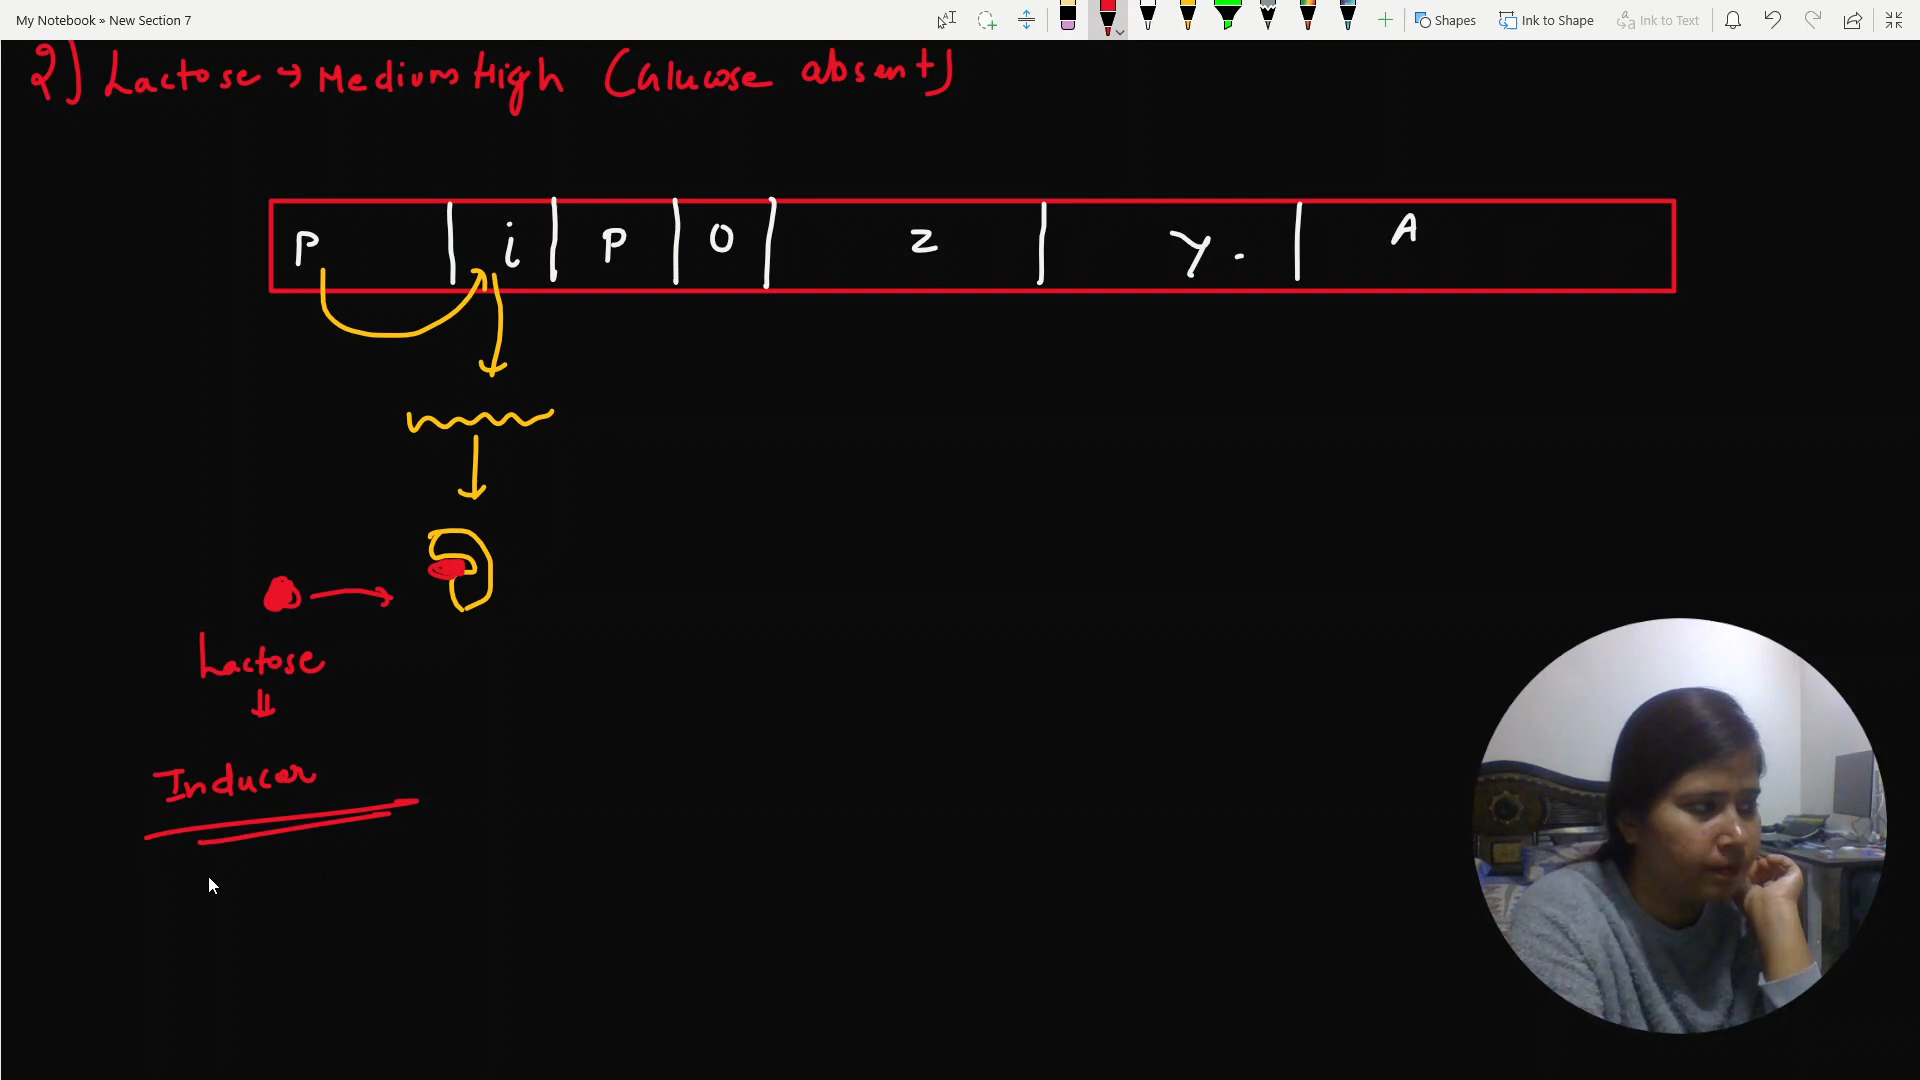 My Notebook » New Section 7
Shapes
Ink to Shape
Ink to Text
2) Lactose → Medium High (Glucose absent)
P i P O z y. A
Lactose
Inducer